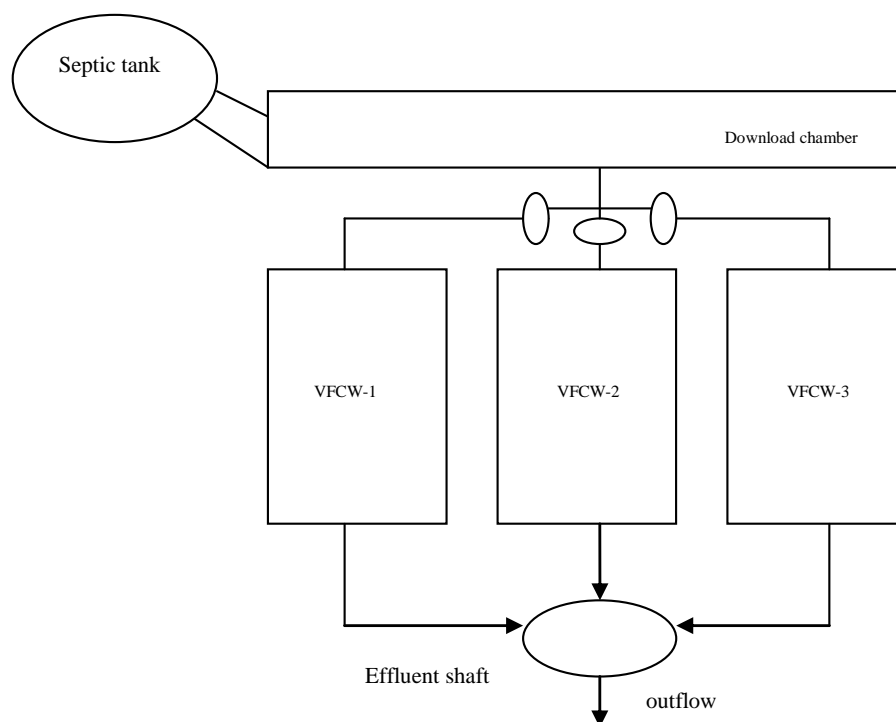 Septic tank
Download chamber
VFCW-1
VFCW-2
VFCW-3
Effluent shaft
outflow